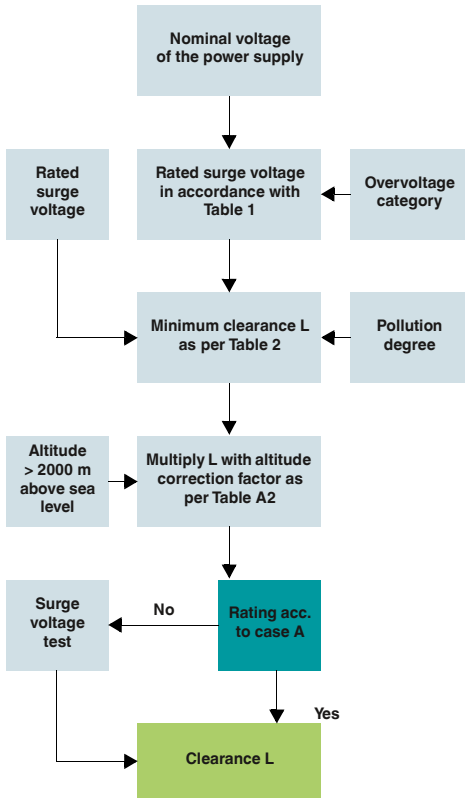 Nominal voltage
of the power supply
Rated
surge
voltage
Rated surge voltage
in accordance with
Table 1
Overvoltage
category
Minimum clearance L
as per Table 2
Pollution
degree
Altitude
> 2000 m
above sea
level
Multiply L with altitude
correction factor as
per Table A2
Surge
voltage
test
No
Rating acc.
to case A
Yes
Clearance L